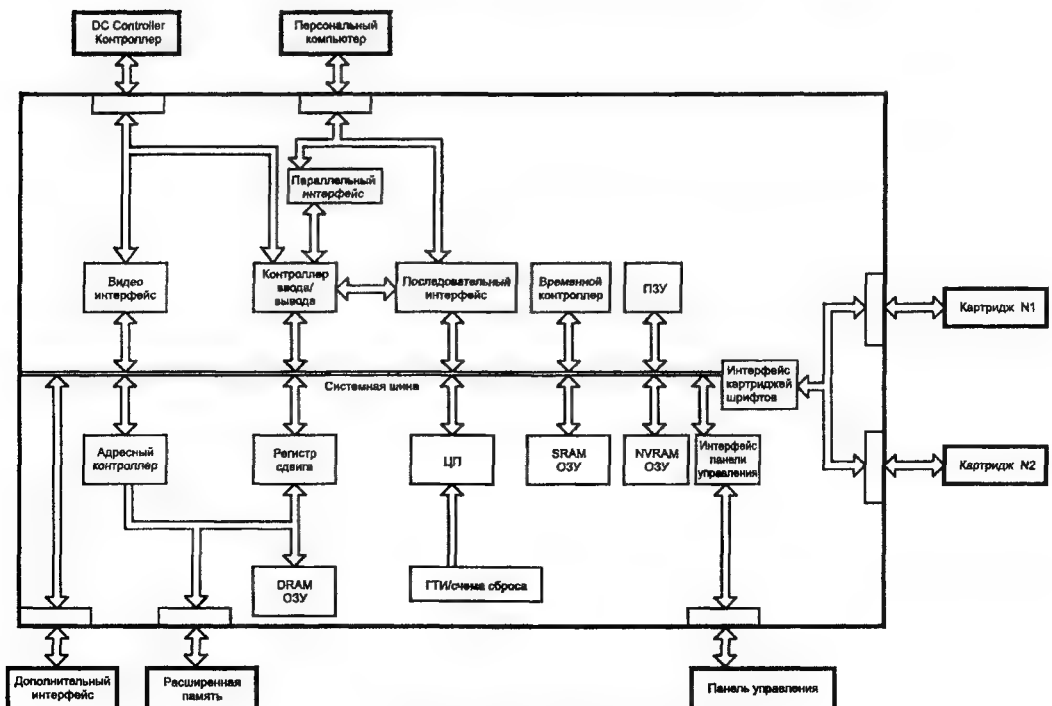 DC Controller
Контроллер
Персональный
компьютер
Параллельный
интерфейс
Видео
интерфейс
Контроллер
ввода/
вывода
Последовательный
интерфейс
Временной
контроллер
ПЗУ
Картридж N1
Системная шина
Интерфейс
картриджей
шрифтов
Адресный
контроллер
Регистр
сдвига
ЦП
SRAM
ОЗУ
NVRAM
ОЗУ
Интерфейс
панели
управления
Картридж N2
DRAM
ОЗУ
ГТИ/схема сброса
Дополнительный
интерфейс
Расширенная
память
Панель управления